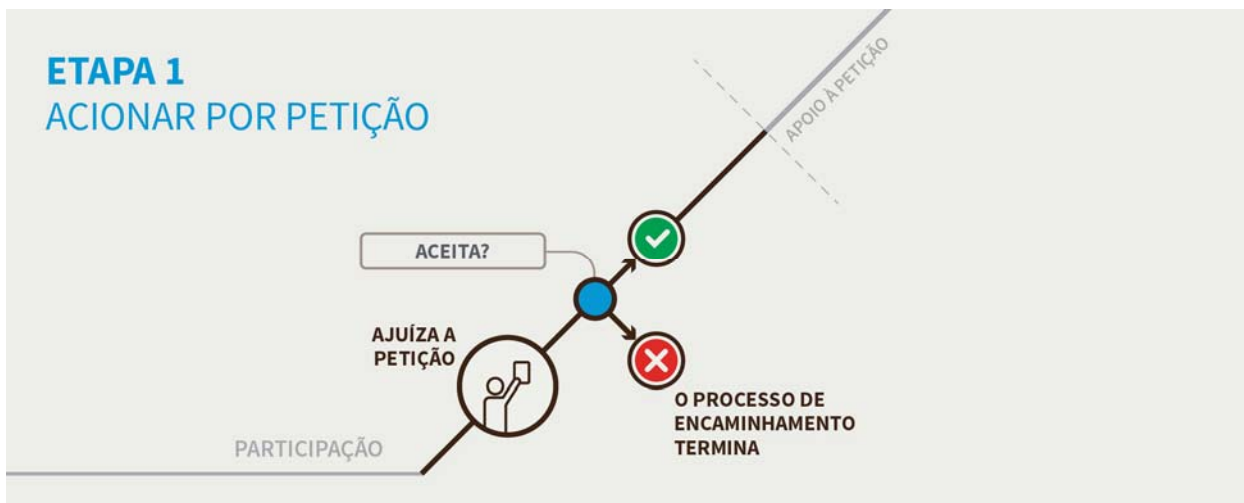 ETAPA 1
ACIONAR POR PETIÇÃO
APOIO À PETIÇÃO
ACEITA?
AJUÍZA A
PETIÇÃO
O PROCESSO DE
ENCAMINHAMENTO
TERMINA
PARTICIPAÇÃO